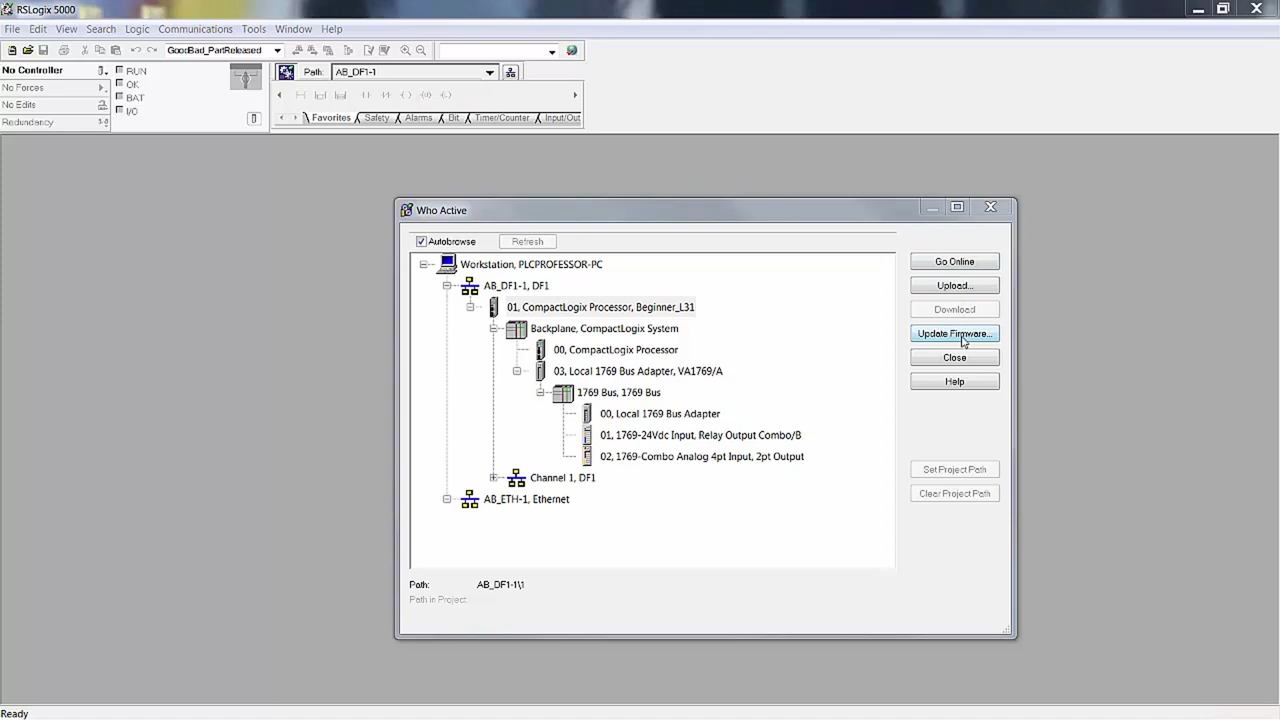 RSLogix 5000
File Edit View Search Logic Communications Tools Window Help
GoodBad_PartReleased
No Controller
RUN
Path: AB_DF1-1
No Forces
OK
No Edits
BAT
Redundancy
I/O
Favorites Safety Alarms Bit Timer/Counter Input/Out
Who Active
Autobrowse Refresh
Workstation, PLCPROFESSOR-PC
Go Online
AB_DF1-1, DF1
Upload...
01, CompactLogix Processor, Beginner_L31
Download
Backplane, CompactLogix System
Update Firmware...
00, CompactLogix Processor
Close
03, Local 1769 Bus Adapter, VA1769/A
Help
1769 Bus, 1769 Bus
00, Local 1769 Bus Adapter
01, 1769-24Vdc Input, Relay Output Combo/B
02, 1769-Combo Analog 4pt Input, 2pt Output
Set Project Path
Channel 1, DF1
Clear Project Path
AB_ETH-1, Ethernet
Path: AB_DF1-1\1
Path in Project:
Ready